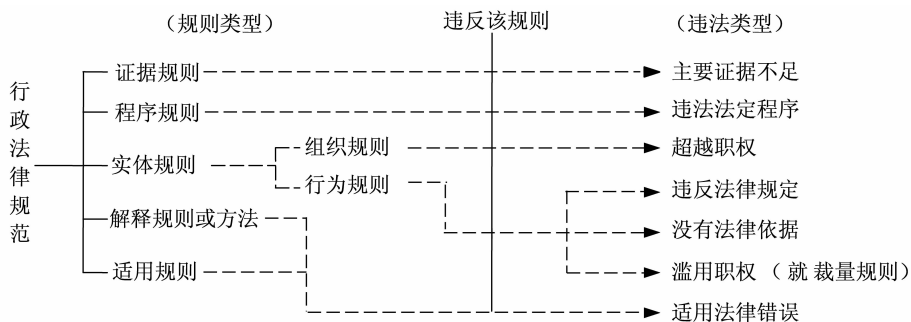 （规则类型） 违反该规则 （违法类型）
行政法律规范
证据规则 主要证据不足
程序规则 违法法定程序
组织规则 超越职权
实体规则
行为规则 违反法律规定
解释规则或方法 没有法律依据
适用规则 滥用职权（就裁量规则）
适用法律错误